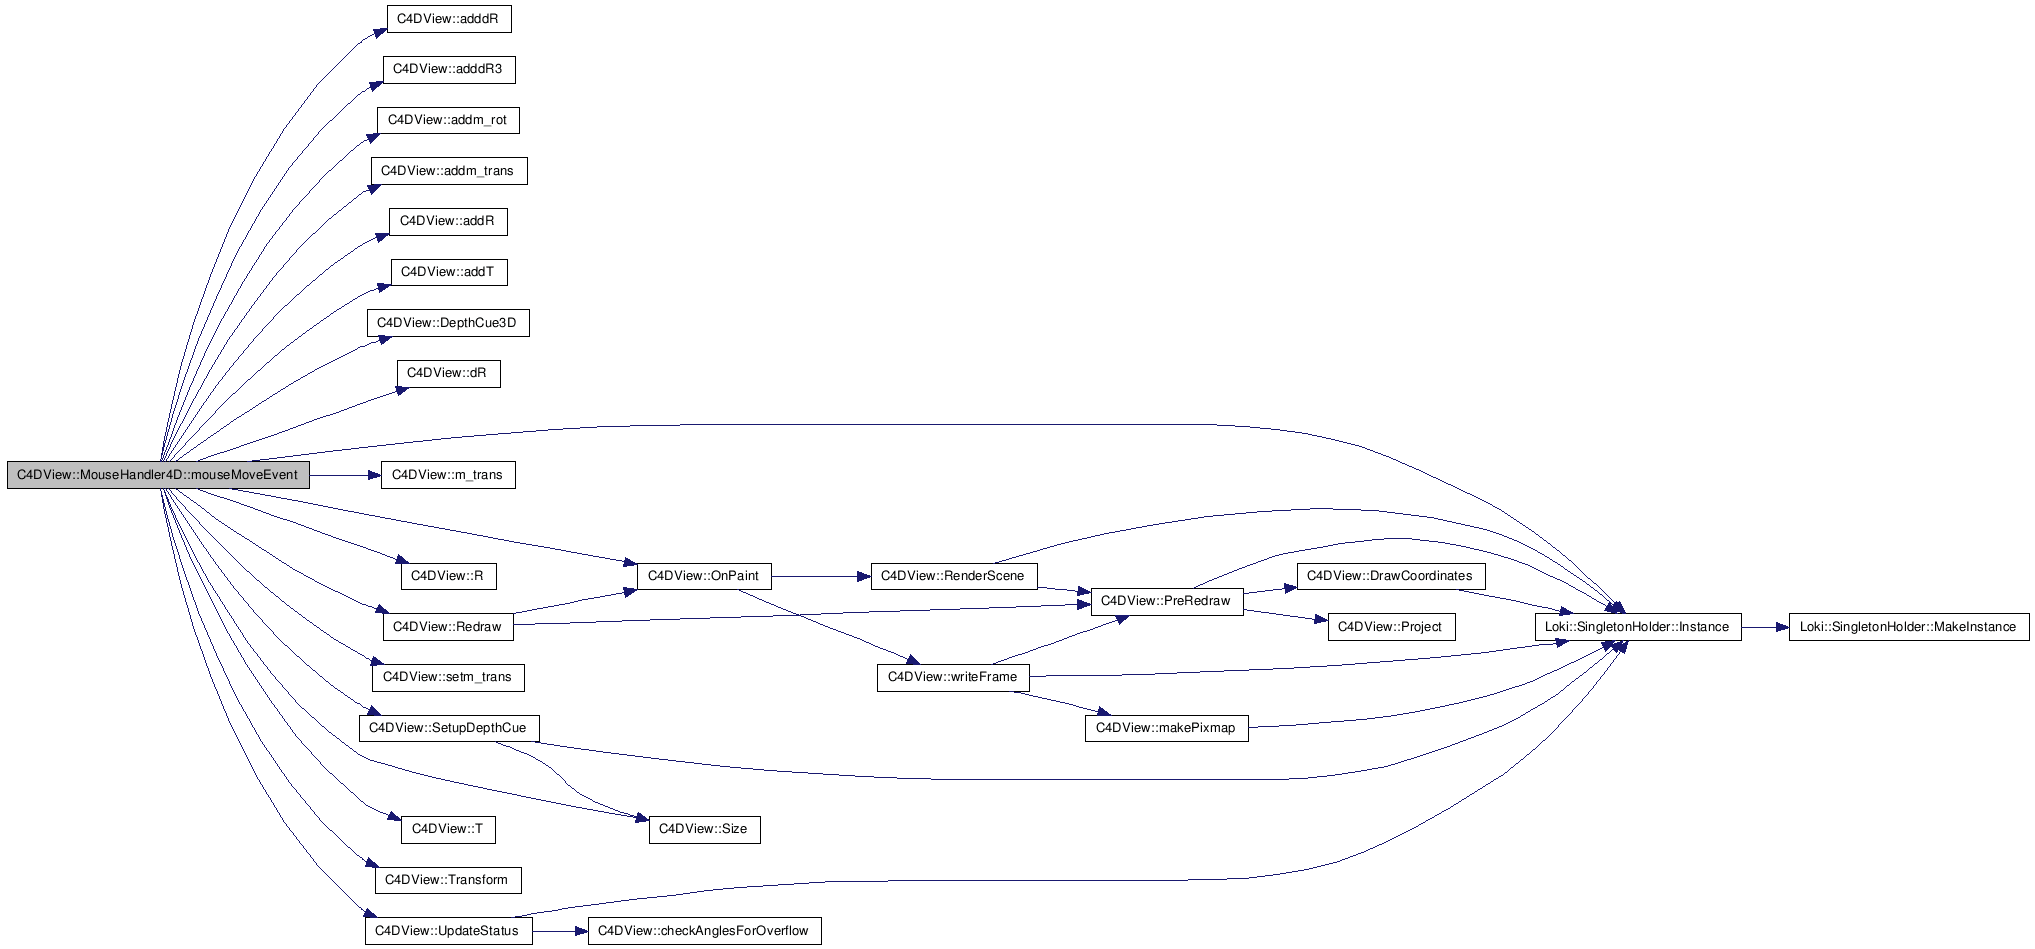 C4DView::adddR
C4DView::adddR3
C4DView::addm_rot
C4DView::addm_trans
C4DView::addR
C4DView::addT
C4DView::DepthCue3D
C4DView::dR
C4DView::MouseHandler4D::mouseMoveEvent
C4DView::m_trans
C4DView::R
C4DView::OnPaint
C4DView::RenderScene
C4DView::DrawCoordinates
C4DView::PreRedraw
C4DView::Redraw
C4DView::Project
Loki::SingletonHolder::Instance
Loki::SingletonHolder::MakeInstance
C4DView::setm_trans
C4DView::writeFrame
C4DView::SetupDepthCue
C4DView::makePixmap
C4DView::T
C4DView::Size
C4DView::Transform
C4DView::UpdateStatus
C4DView::checkAnglesForOverflow